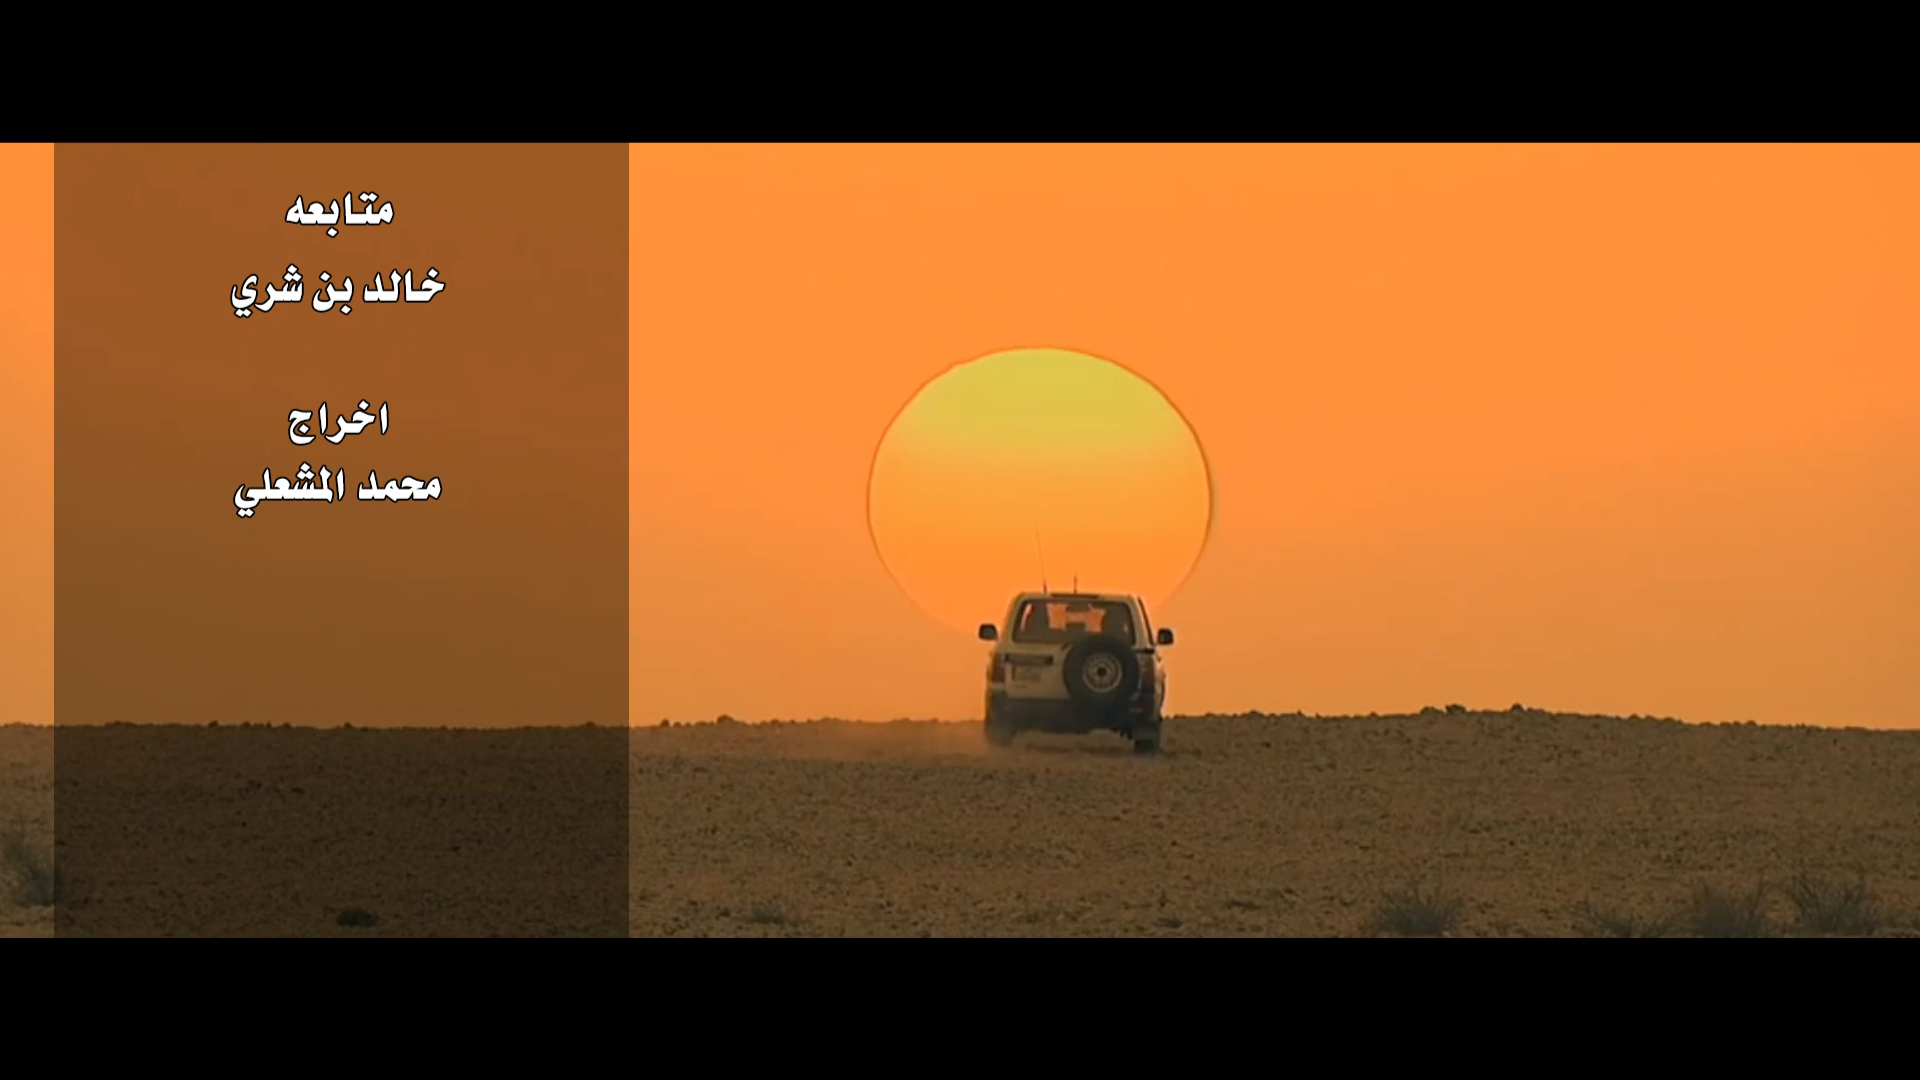 متابعه
خالد بن شري
اخراج
محمد المشعلي